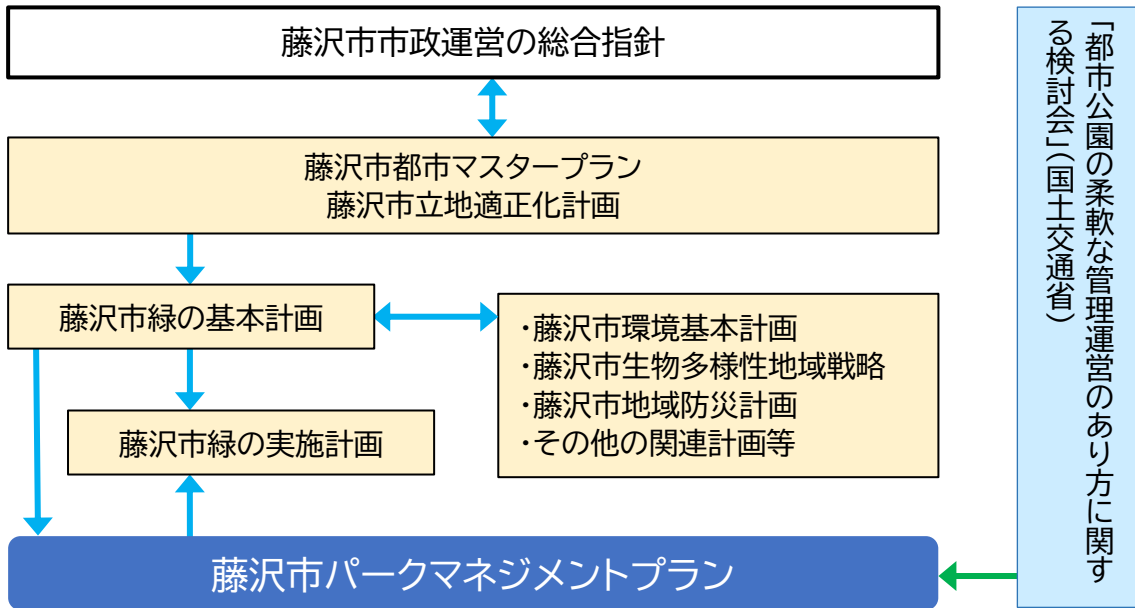 藤沢市市政運営の総合指針
藤沢市都市マスタープラン
藤沢市立地適正化計画
藤沢市緑の基本計画
・藤沢市環境基本計画
・藤沢市生物多様性地域戦略
・藤沢市地域防災計画
・その他の関連計画等
藤沢市緑の実施計画
藤沢市パークマネジメントプラン
「都市公園の柔軟な管理運営のあり方に関す
る検討会」(国土交通省)